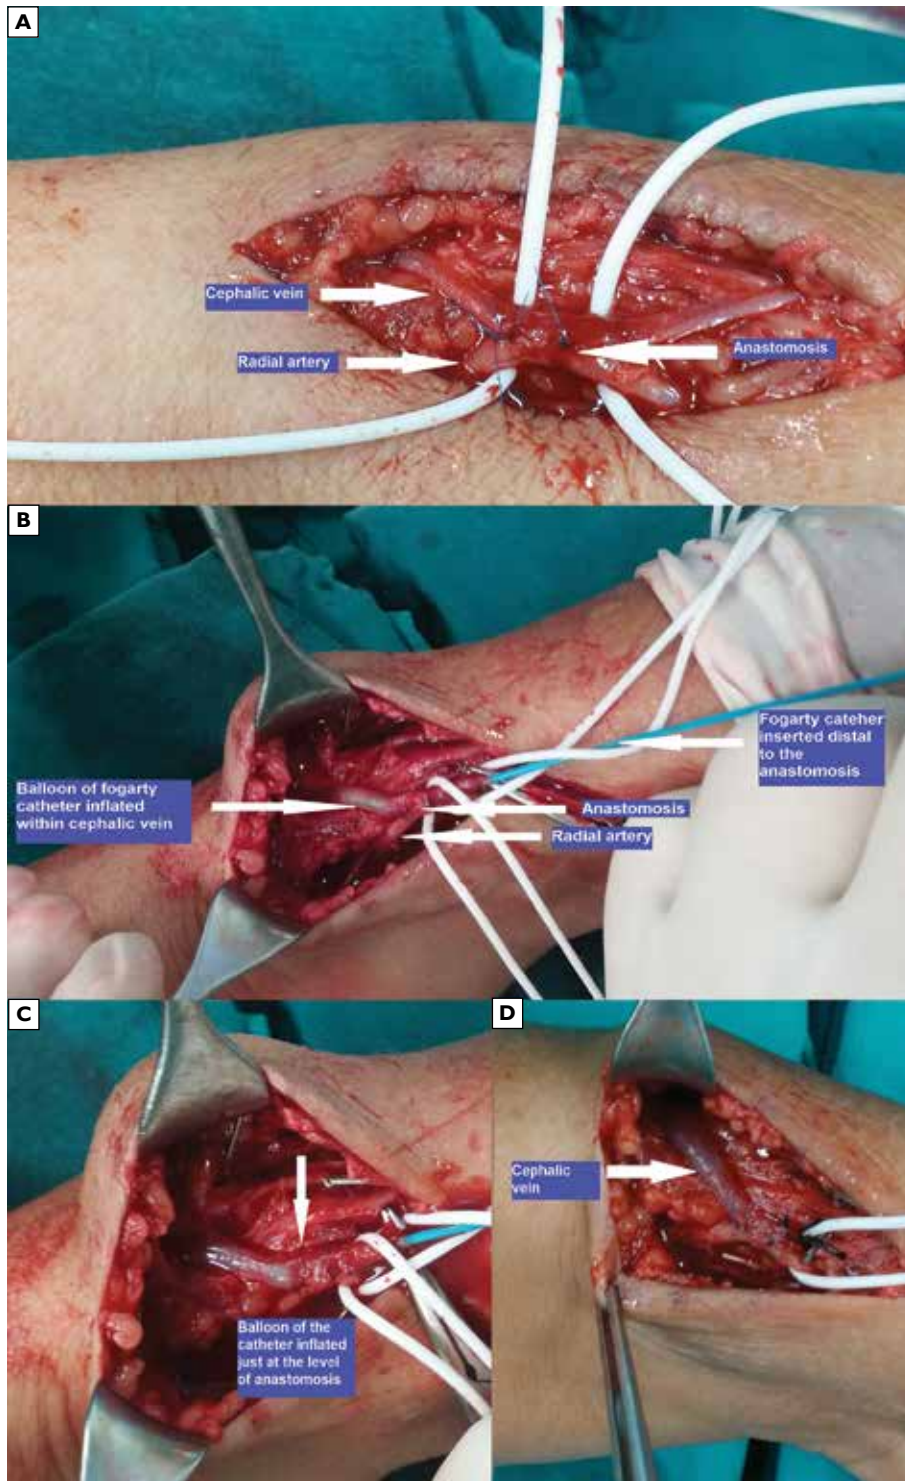 A
Cephalic vein
Radial artery
Anastomosis
B
Fogarty cateher
inserted distal
to the
anastomosis
Balloon of fogarty
catheter inflated
within cephalic vein
Anastomosis
Radial artery
C
Balloon of the
catheter inflated
just at the level
of anastomosis
D
Cephalic
vein